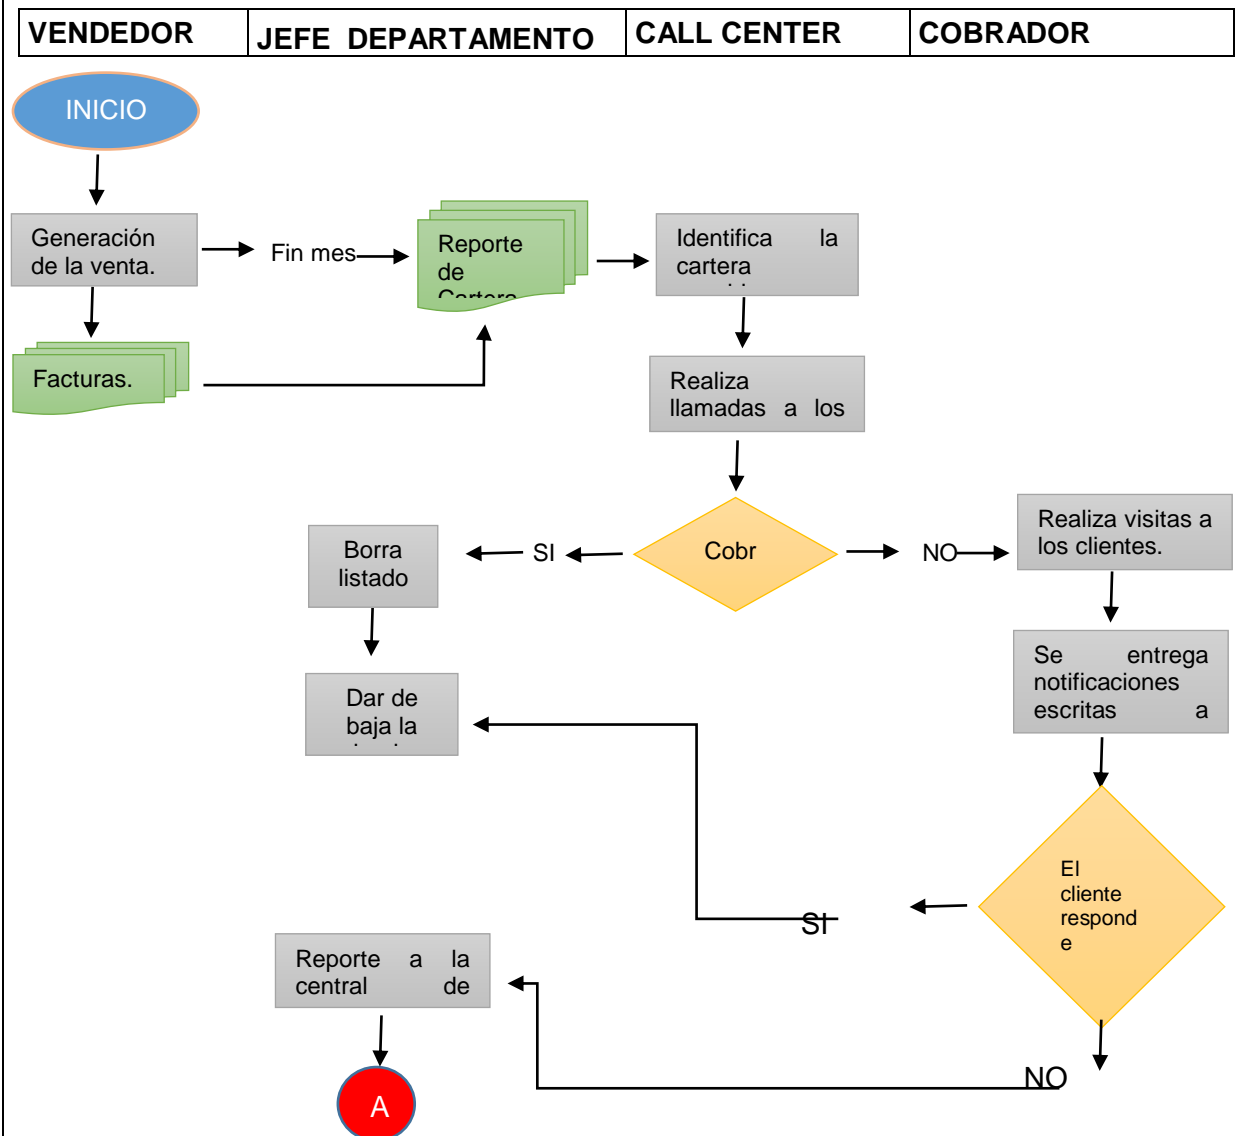 VENDEDOR
JEFE DEPARTAMENTO
CALL CENTER
COBRADOR
INICIO
Generación
de la venta.
Fin mes
Reporte
de
Cartera
Identifica la
cartera
Facturas.
Realiza
llamadas a los
Borra
listado
SI
Cobr
NO
Realiza visitas a
los clientes.
Se entrega
notificaciones
escritas a
Dar de
baja la
El
cliente
respond
e
SI
Reporte a la
central de
NO
A